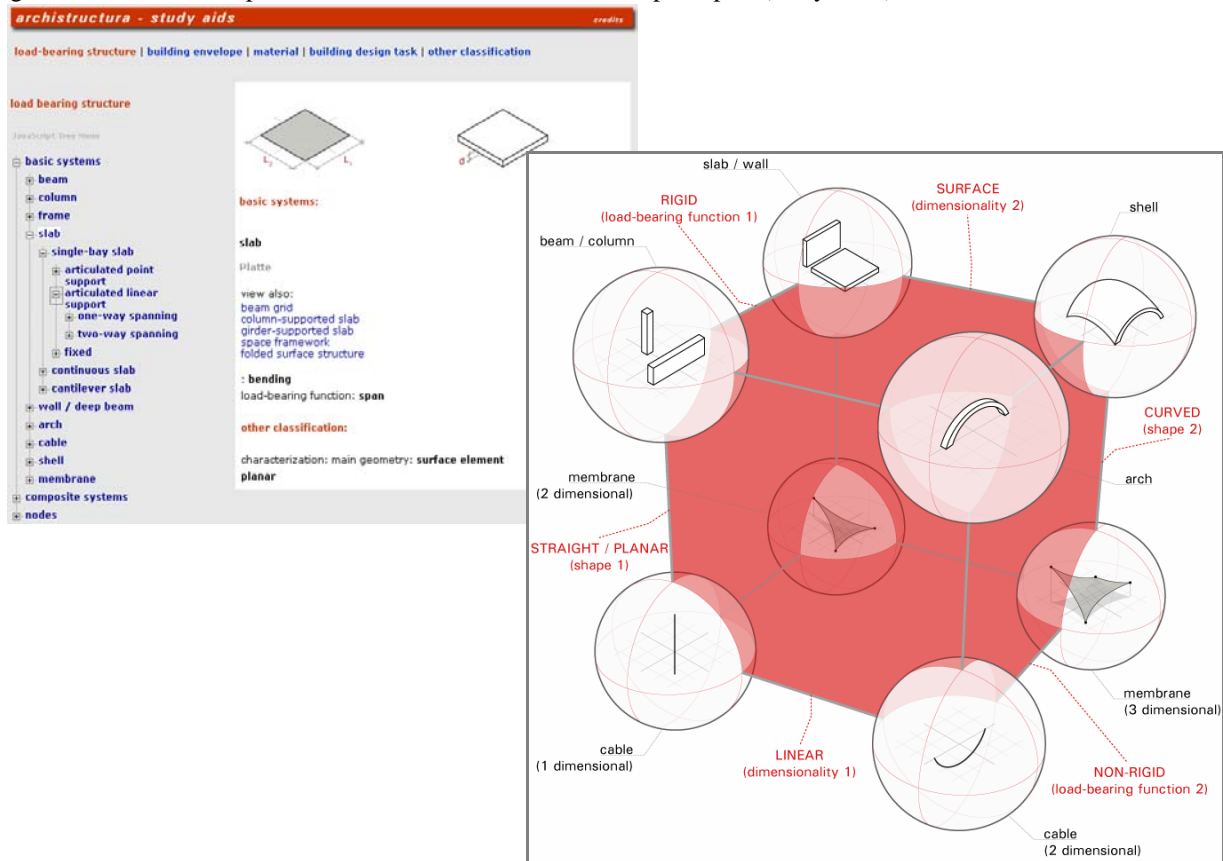 archistructura - study aids
credits
load-bearing structure | building envelope | material | building design task | other classification
load bearing structure
JavaScript Tree Menu
basic systems
beam
column
frame
slab
single-bay slab
articulated point
support
articulated linear
support
one-way spanning
two-way spanning
fixed
continuous slab
cantilever slab
wall / deep beam
arch
cable
shell
membrane
composite systems
nodes
L₂
L₁
d
basic systems:
slab
Platte
view also:
beam grid
column-supported slab
girder-supported slab
space framework
folded surface structure
: bending
load-bearing function: span
other classification:
characterization: main geometry: surface element
planar
slab / wall
RIGID
(load-bearing function 1)
SURFACE
(dimensionality 2)
shell
beam / column
CURVED
(shape 2)
arch
membrane
(2 dimensional)
STRAIGHT / PLANAR
(shape 1)
membrane
(3 dimensional)
cable
(1 dimensional)
LINEAR
(dimensionality 1)
NON-RIGID
(load-bearing function 2)
cable
(2 dimensional)